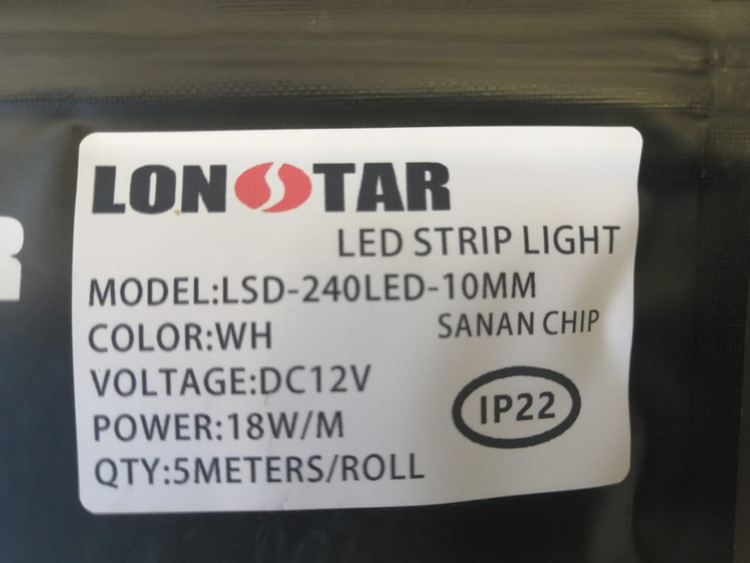 LONSTAR
LED STRIP LIGHT
MODEL:LSD-240LED-10MM
COLOR:WH
SANAN CHIP
VOLTAGE:DC12V
POWER:18W/M
IP22
QTY:5METERS/ROLL
R